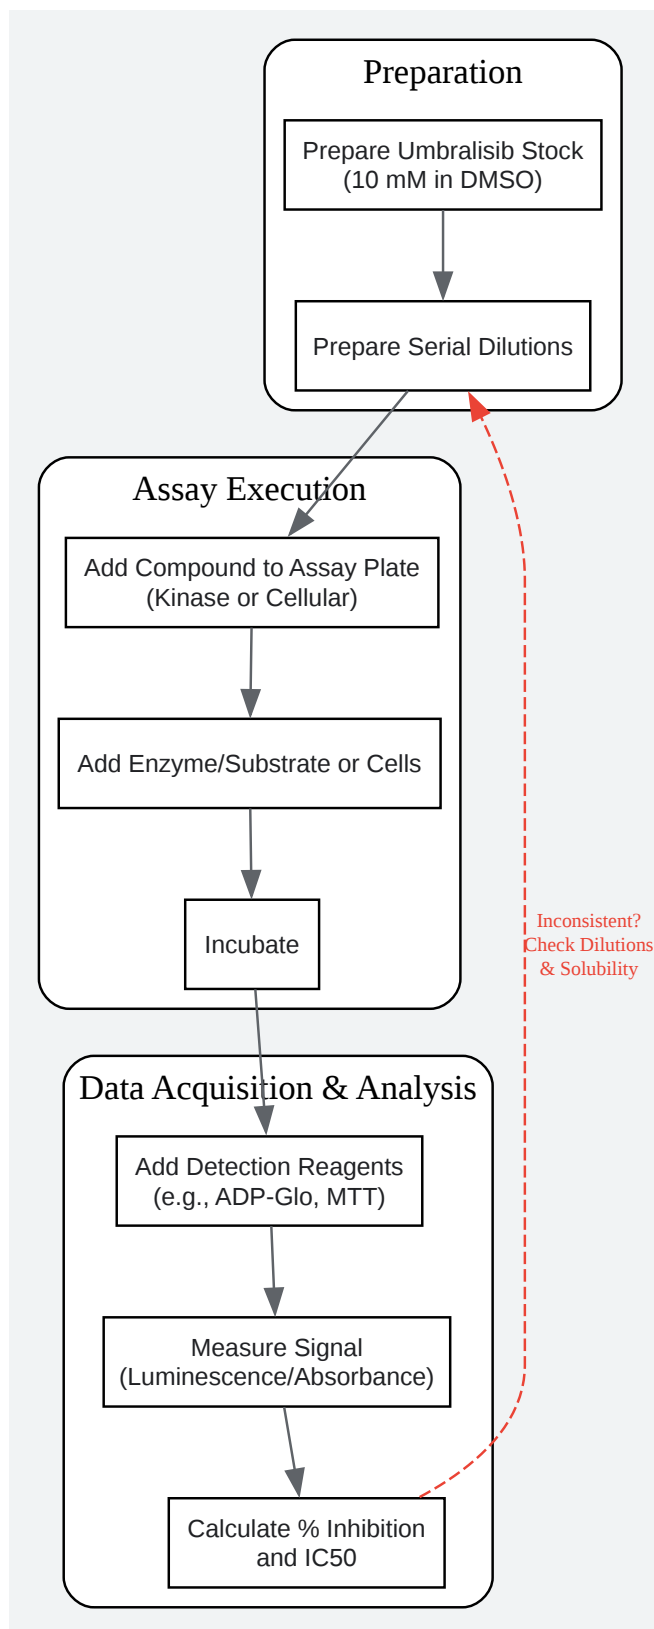 Preparation
Prepare Umbralisib Stock
(10 mM in DMSO)
Prepare Serial Dilutions
Assay Execution
Add Compound to Assay Plate
(Kinase or Cellular)
Add Enzyme/Substrate or Cells
Incubate
Inconsistent?
Check Dilutions
& Solubility
Data Acquisition & Analysis
Add Detection Reagents
(e.g., ADP-Glo, MTT)
Measure Signal
(Luminescence/Absorbance)
Calculate % Inhibition
and IC50